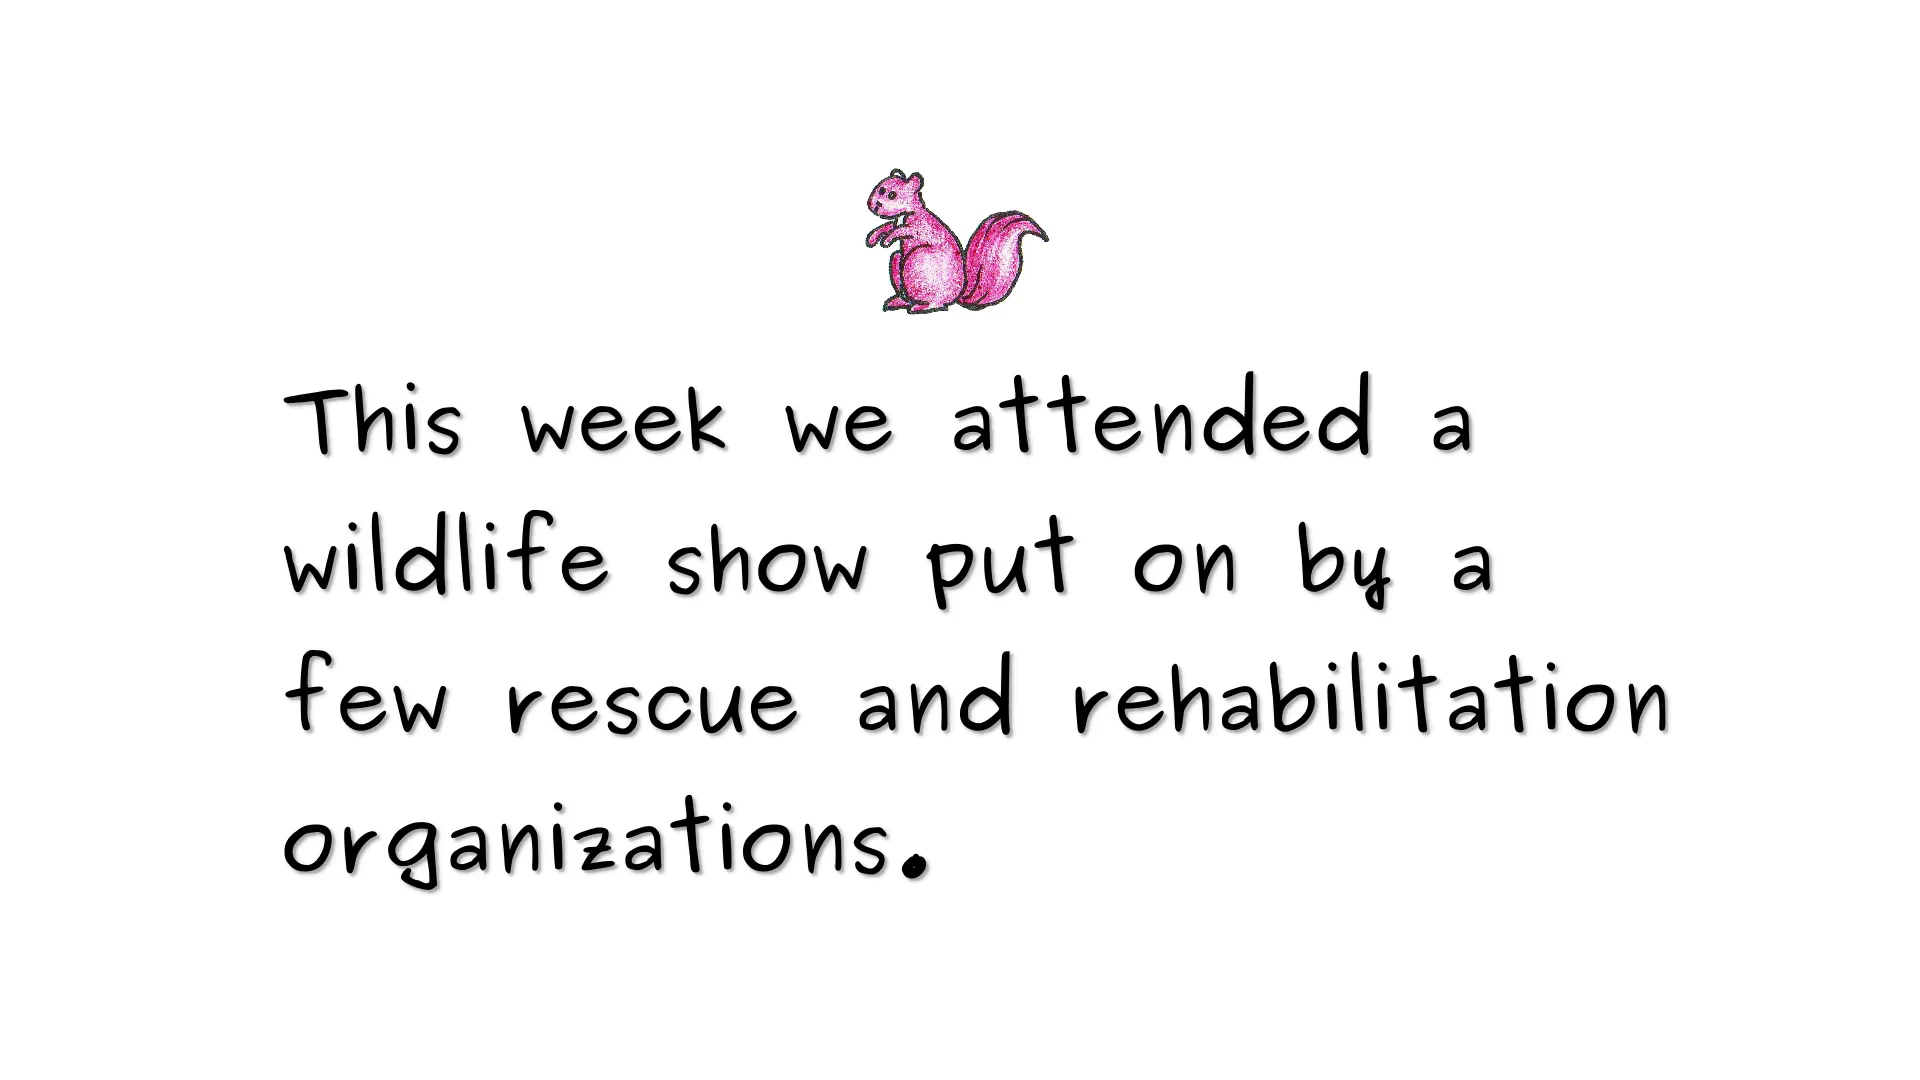 This week we attended a
wildlife show put on by a
few rescue and rehabilitation
organizations.